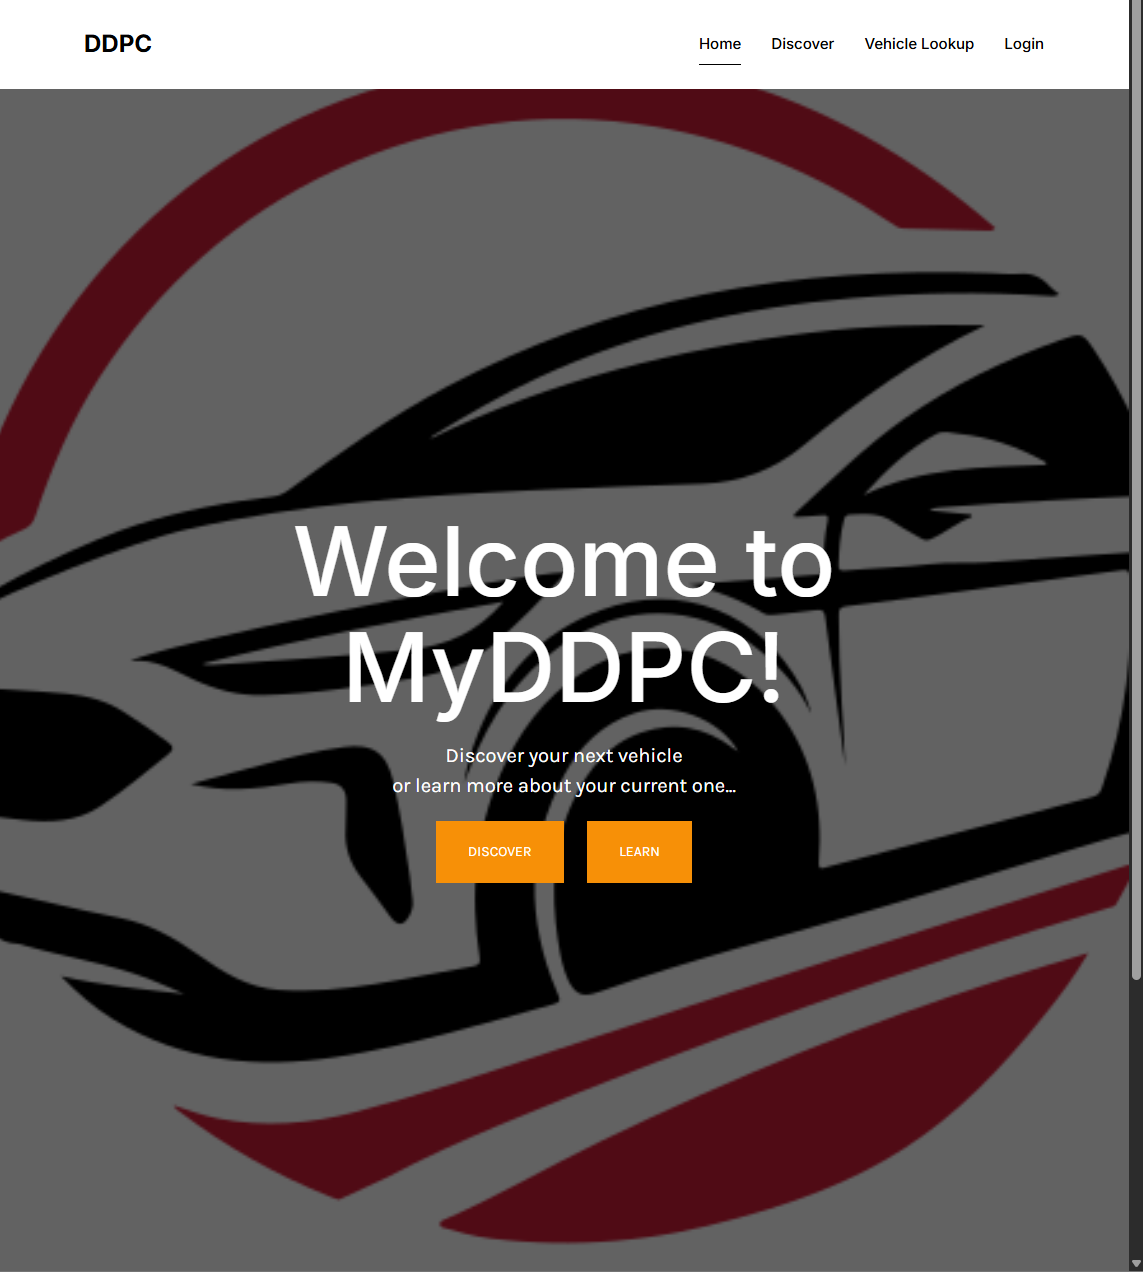 DDPC
Home Discover Vehicle Lookup Login
Welcome to
MyDDPC!
Discover your next vehicle
or learn more about your current one...
DISCOVER LEARN